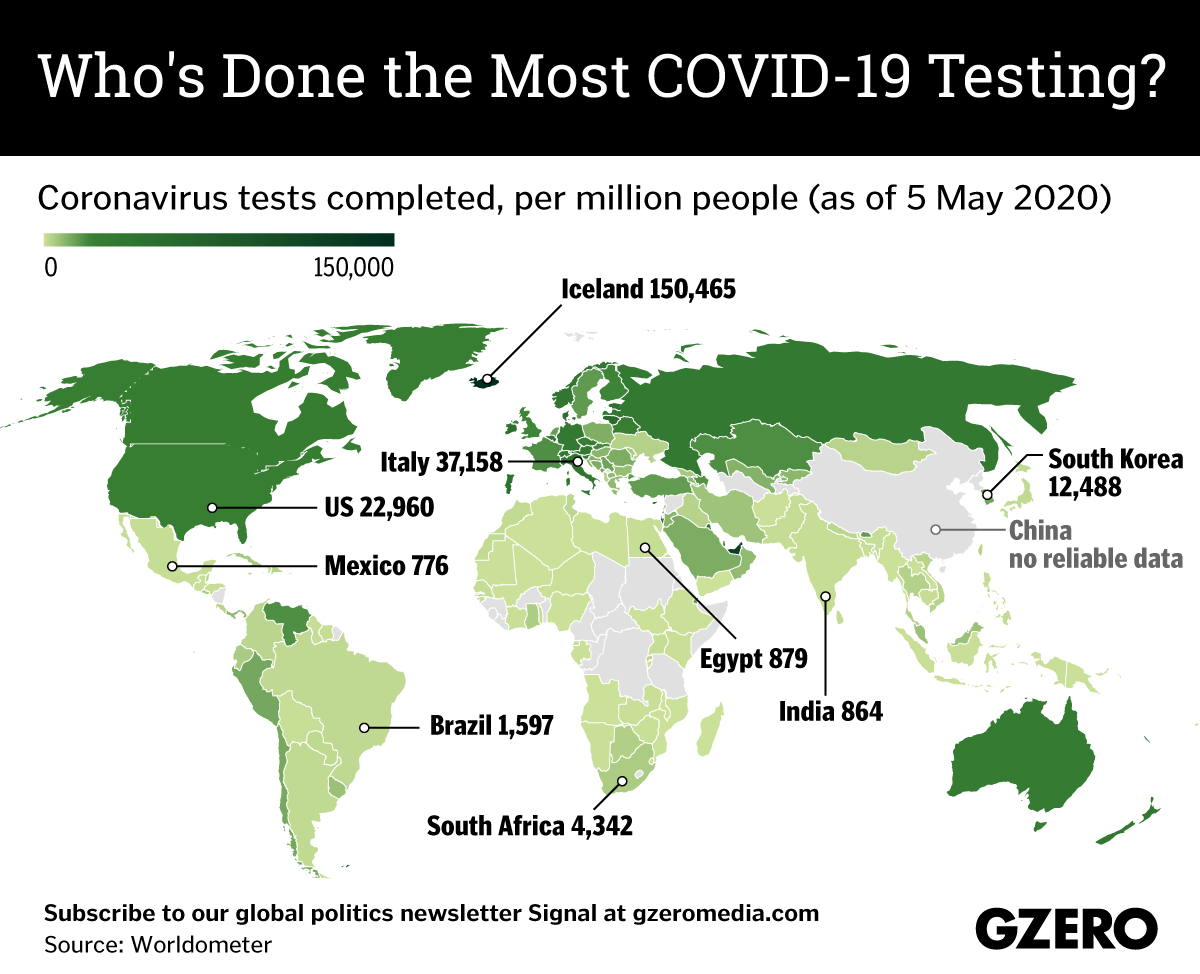 Who's Done the Most COVID-19 Testing?
Coronavirus tests completed, per million people (as of 5 May 2020)
0 150,000
Iceland 150,465
Italy 37,158
South Korea
12,488
US 22,960
China
no reliable data
Mexico 776
Egypt 879
India 864
Brazil 1,597
South Africa 4,342
Subscribe to our global politics newsletter Signal at gzeromedia.com
Source: Worldometer
GZERO